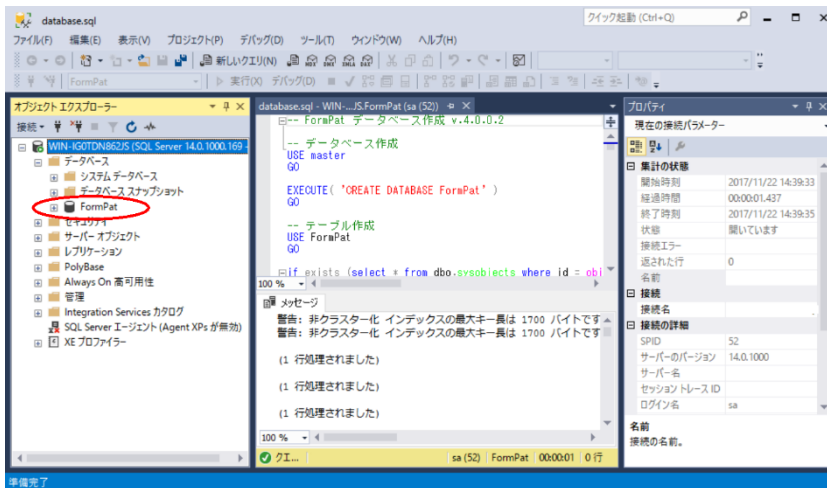 database.sql
クイック起動 (Ctrl+Q)
ファイル(F) 編集(E) 表示(V) プロジェクト(P) デバッグ(D) ツール(T) ウィンドウ(W) ヘルプ(H)
新しいクエリ(N)
FormPat
実行(X) デバッグ(D)
オブジェクト エクスプローラー
接続
WIN-IG0TDN862JS (SQL Server 14.0.1000.169 -
データベース
システム データベース
データベース スナップショット
FormPat
セキュリティ
サーバー オブジェクト
レプリケーション
PolyBase
Always On 高可用性
管理
Integration Services カタログ
SQL Server エージェント (Agent XPs が無効)
XE プロファイラー
database.sql - WIN-...JS.FormPat (sa (52))
-- FormPat データベース作成 v.4.0.0.2
-- データベース作成
USE master
GO
EXECUTE( 'CREATE DATABASE FormPat' )
GO
-- テーブル作成
USE FormPat
GO
if exists (select * from dbo.sysobjects where id = obj
100 %
メッセージ
警告: 非クラスター化 インデックスの最大キー長は 1700 バイトです
警告: 非クラスター化 インデックスの最大キー長は 1700 バイトです
(1 行処理されました)
(1 行処理されました)
(1 行処理されました)
100 %
クエ...
sa (52) FormPat 00:00:01 0 行
プロパティ
現在の接続パラメーター
集計の状態
開始時刻 2017/11/22 14:39:33
経過時間 00:00:01.437
終了時刻 2017/11/22 14:39:35
状態 開いています
接続エラー
返された行 0
名前
接続
接続名
接続の詳細
SPID 52
サーバーのバージョン 14.0.1000
サーバー名
セッション トレース ID
ログイン名 sa
名前
接続の名前。
準備完了